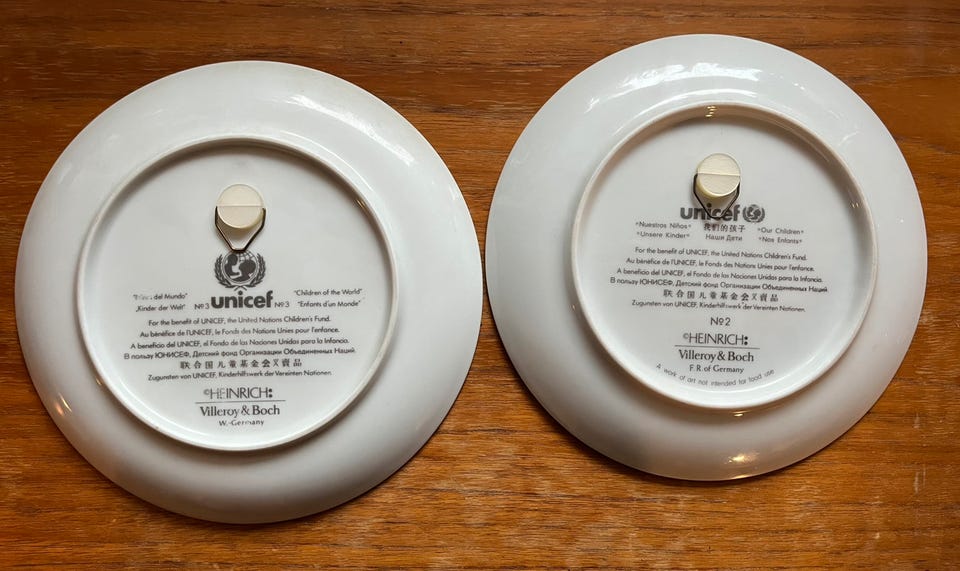 del Mundo" "Children of the World"
„Kinder der Welt" Nº3 unicef Nº3 "Enfants d'un Monde"
For the benefit of UNICEF, the United Nations Children's Fund.
Au bénéfice de l'UNICEF, le Fonds des Nations Unies pour l'enfance.
A beneficio del UNICEF, el Fondo de las Naciones Unidas para la Infancia.
В пользу ЮНИСЕФ, Детский фонд Организации Объединенных Наций.
联合国儿童基金会义賣品
Zugunsten von UNICEF, Kinderhilfswerk der Vereinten Nationen.
©HEINRICH:
Villeroy & Boch
W.-Germany
unicef
"Nuestros Niños" 我们的孩子 "Our Children"
"Unsere Kinder" Наши Дети "Nos Enfants"
For the benefit of UNICEF, the United Nations Children's Fund.
Au bénéfice de l'UNICEF, le Fonds des Nations Unies pour l'enfance.
A beneficio del UNICEF, el Fondo de las Naciones Unidas para la Infancia.
В пользу ЮНИСЕФ, Детский фонд Организации Объединенных Наций.
联合国儿童基金会义賣品
Zugunsten von UNICEF, Kinderhilfswerk der Vereinten Nationen.
Nº2
©HEINRICH:
Villeroy & Boch
F.R. of Germany
A work of art not intended for food use